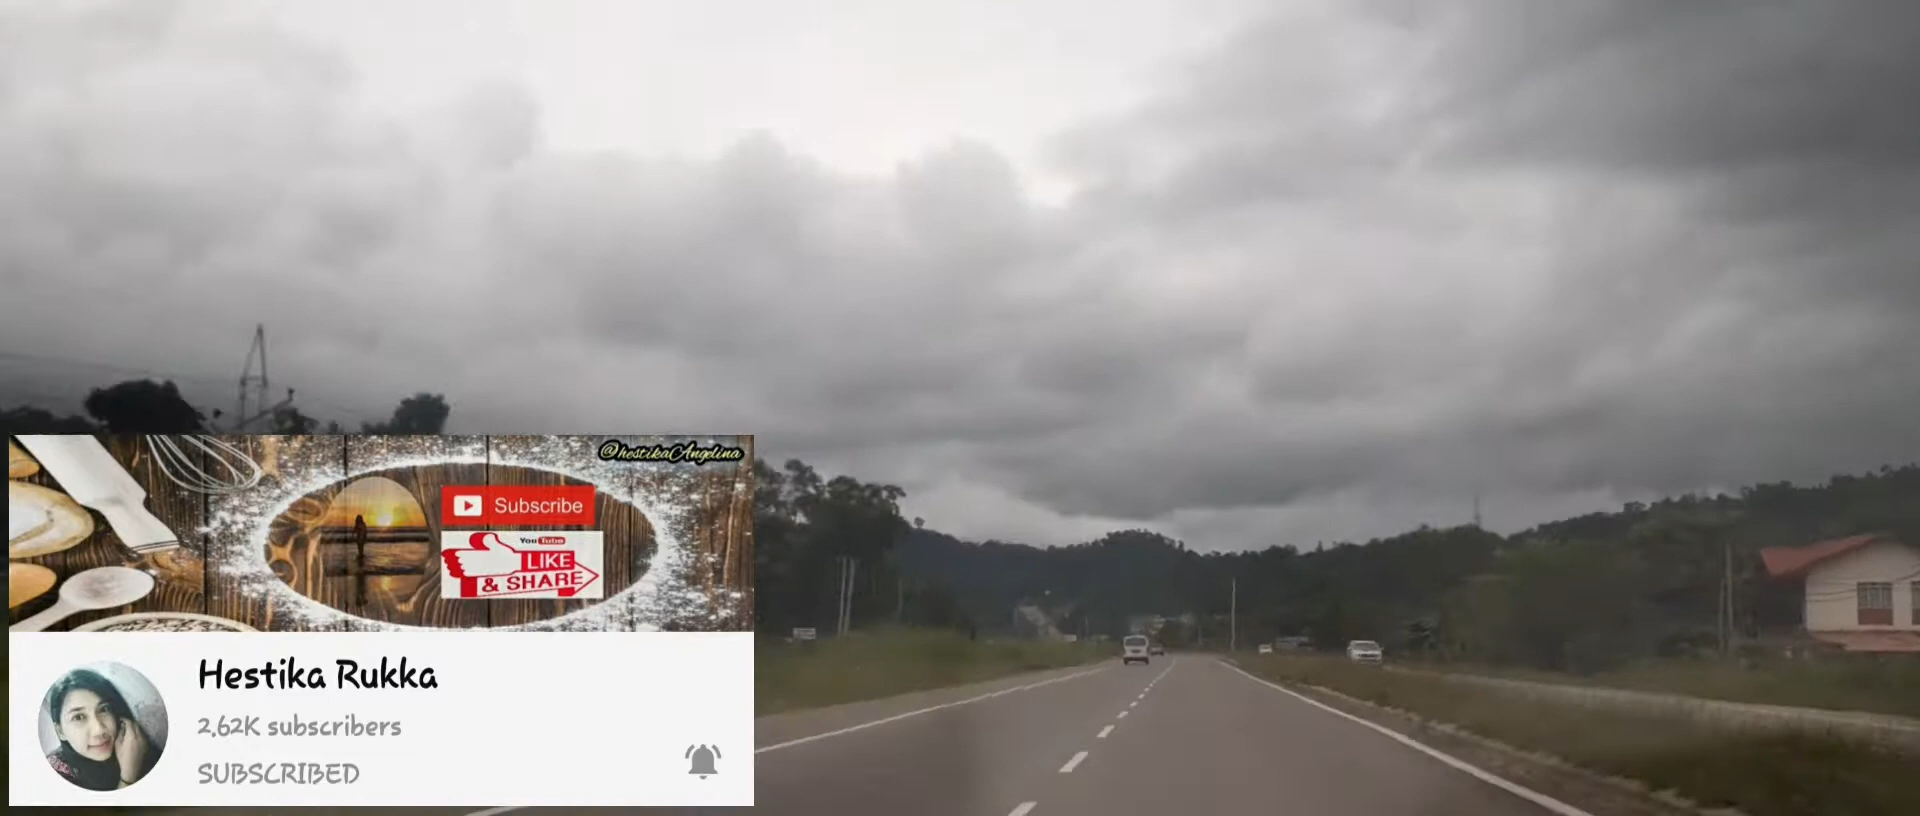 @hestikaAngelina
Subscribe
YouTube
LIKE
& SHARE
Hestika Rukka
2.62K subscribers
SUBSCRIBED